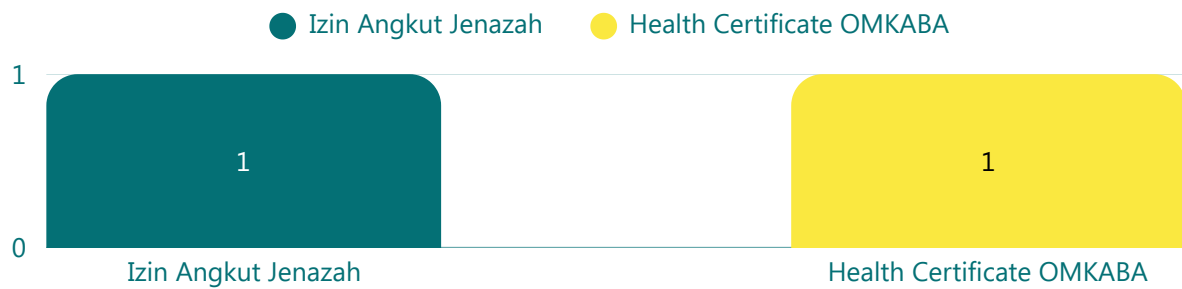 Izin Angkut Jenazah Health Certificate OMKABA
1
1 1
0
Izin Angkut Jenazah Health Certificate OMKABA